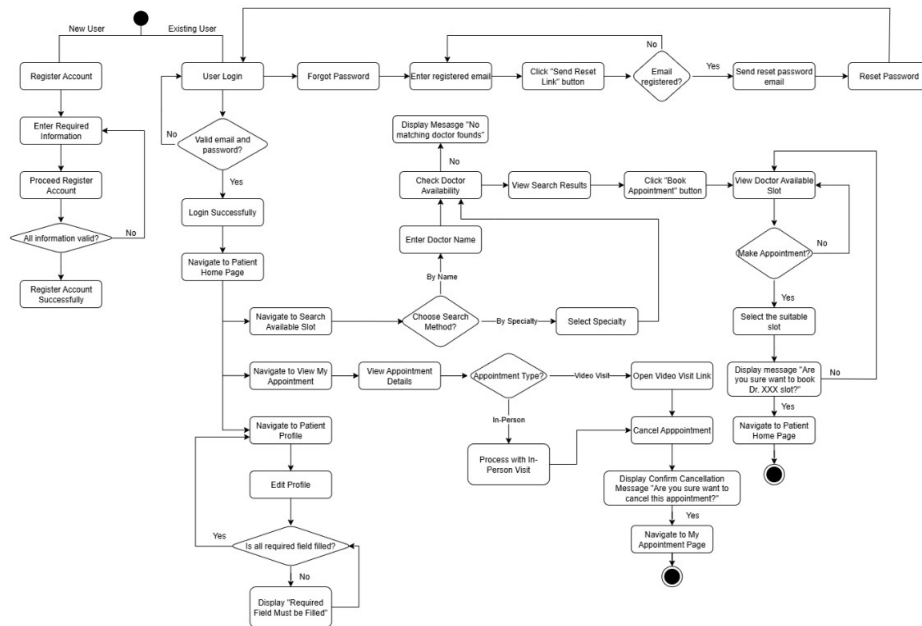 New User
Existing User
Register Account
User Login
Forgot Password
Enter registered email
Click "Send Reset
Link" button
Email
registered?
No
Yes
Send reset password
email
Reset Password
Enter Required
Information
Proceed Register
Account
All information valid?
No
Register Account
Successfully
No
Valid email and
password?
Yes
Login Successfully
Navigate to Patient
Home Page
Display Mesasge "No
matching doctor founds"
No
Check Doctor
Availability
View Search Results
Click "Book
Appointment" button
View Doctor Available
Slot
Enter Doctor Name
By Name
Make Appointment?
No
Yes
Navigate to Search
Available Slot
Choose Search
Method?
By Specialty
Select Specialty
Select the suitable
slot
Navigate to View My
Appointment
View Appointment
Details
Appointment Type?
Video Visit
Open Video Visit Link
Display message "Are
you sure want to book
Dr. XXX slot?"
No
Yes
Navigate to Patient
Home Page
In-Person
Process with In-
Person Visit
Cancel Apppointment
Navigate to Patient
Profile
Edit Profile
Display Confirm Cancellation
Message "Are you sure want to
cancel this appointment?"
Yes
Navigate to My
Appointment Page
Yes
Is all required field filled?
No
Display "Required
Field Must be Filled"